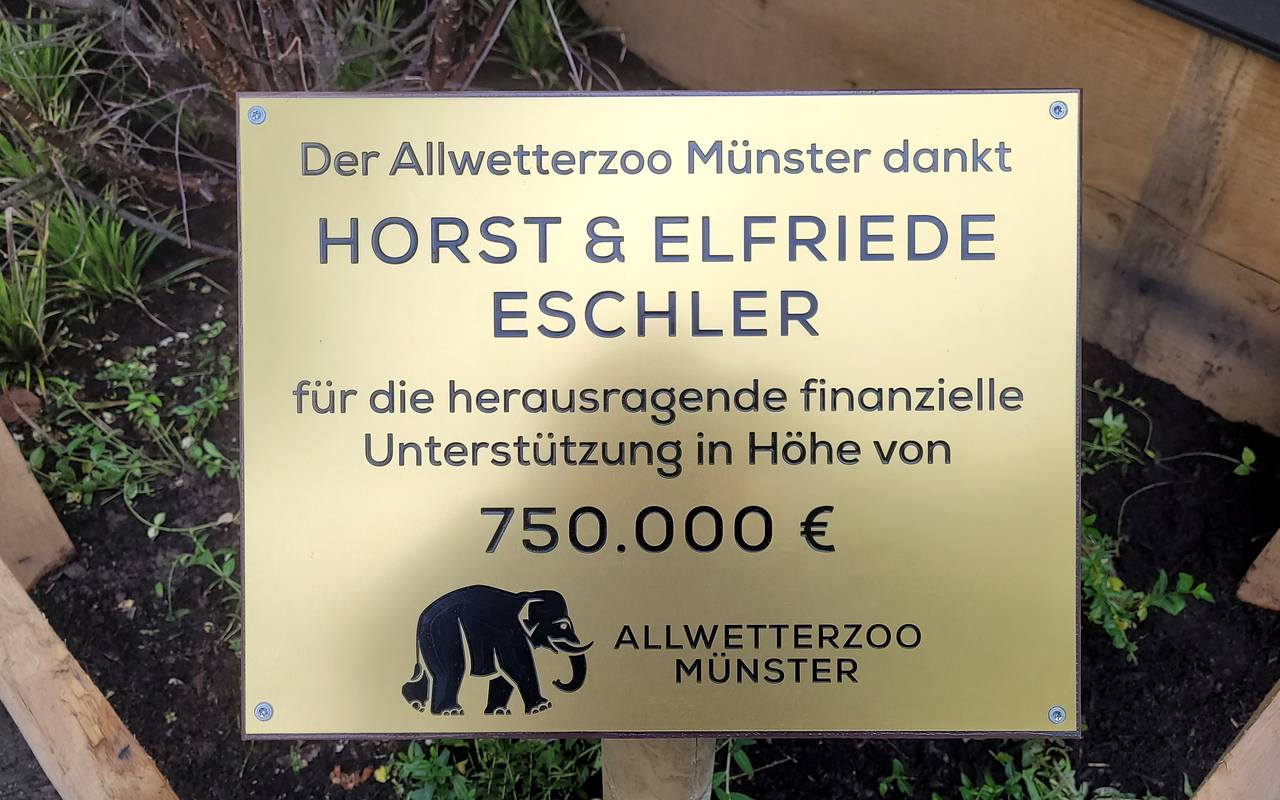 Der Allwetterzoo Münster dankt
HORST & ELFRIEDE
ESCHLER
für die herausragende finanzielle
Unterstützung in Höhe von
750.000 €
ALLWETTERZOO
MÜNSTER